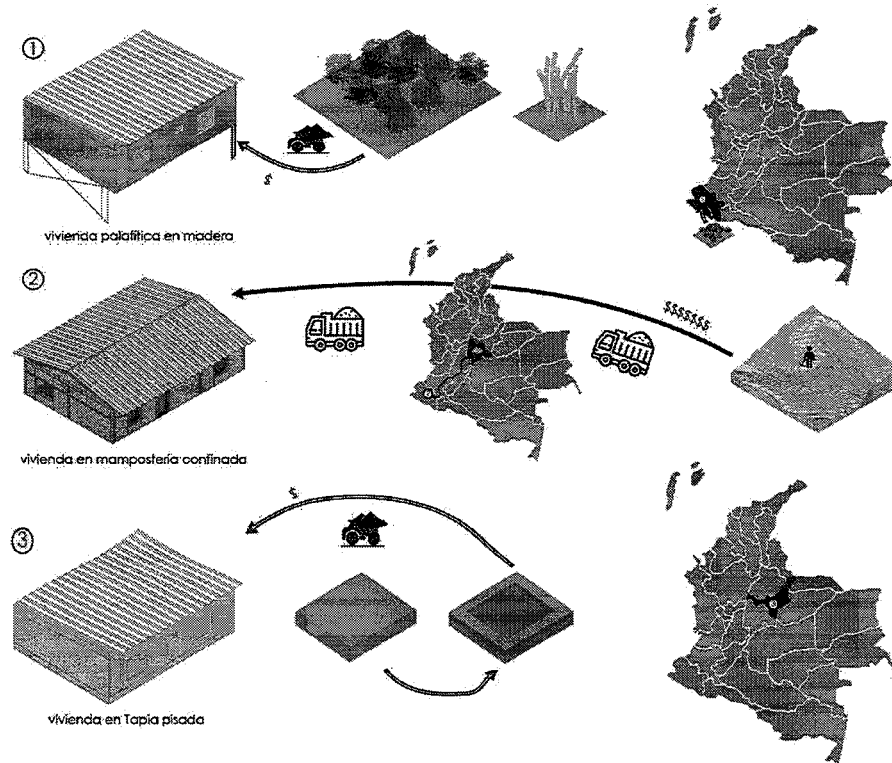 ①
$
vivienda palafítica en madera
②
$$$$$$$
vivienda en mampostería confinada
③
$
vivienda en Tapia pisada